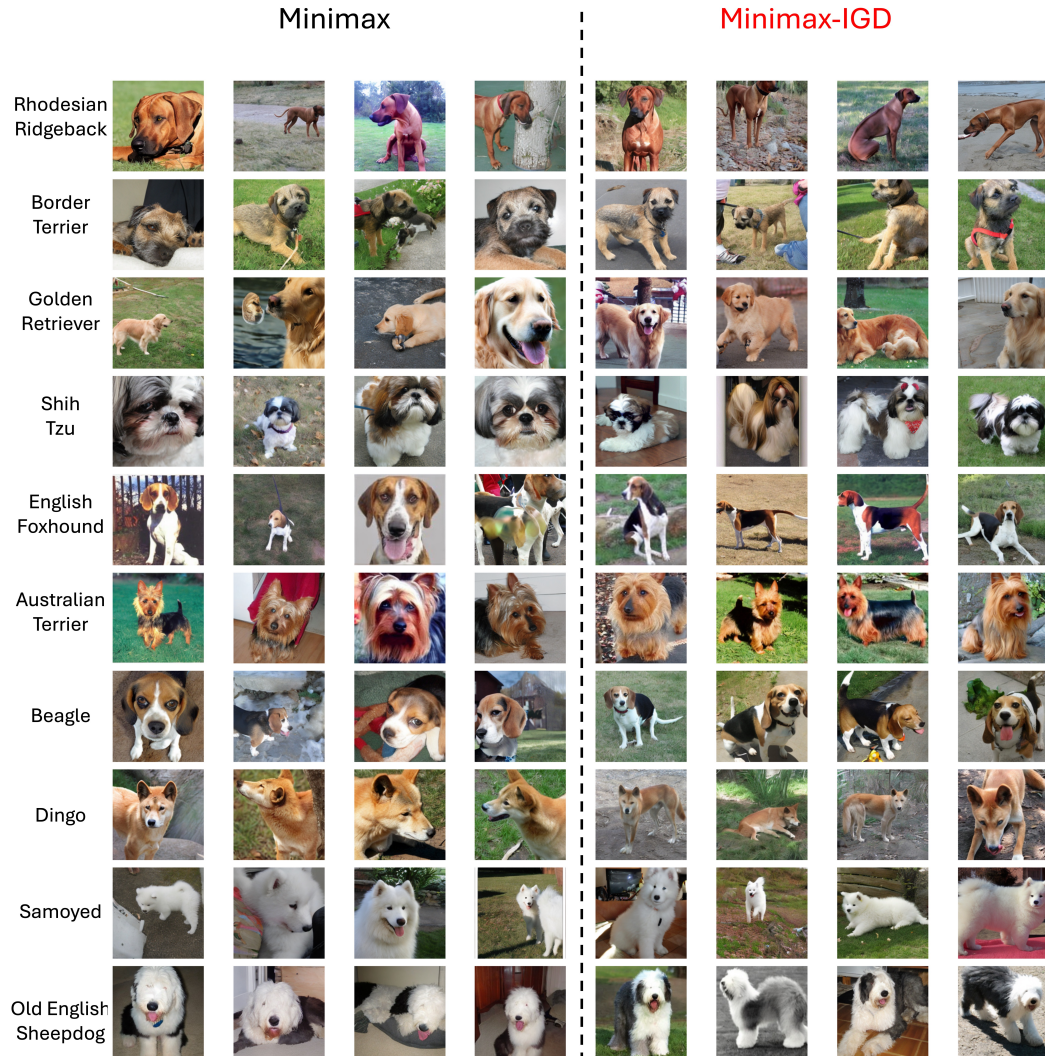 Minimax
Minimax-IGD
Rhodesian
Ridgeback
Border
Terrier
Golden
Retriever
Shih
Tzu
English
Foxhound
Australian
Terrier
Beagle
Dingo
Samoyed
Old English
Sheepdog